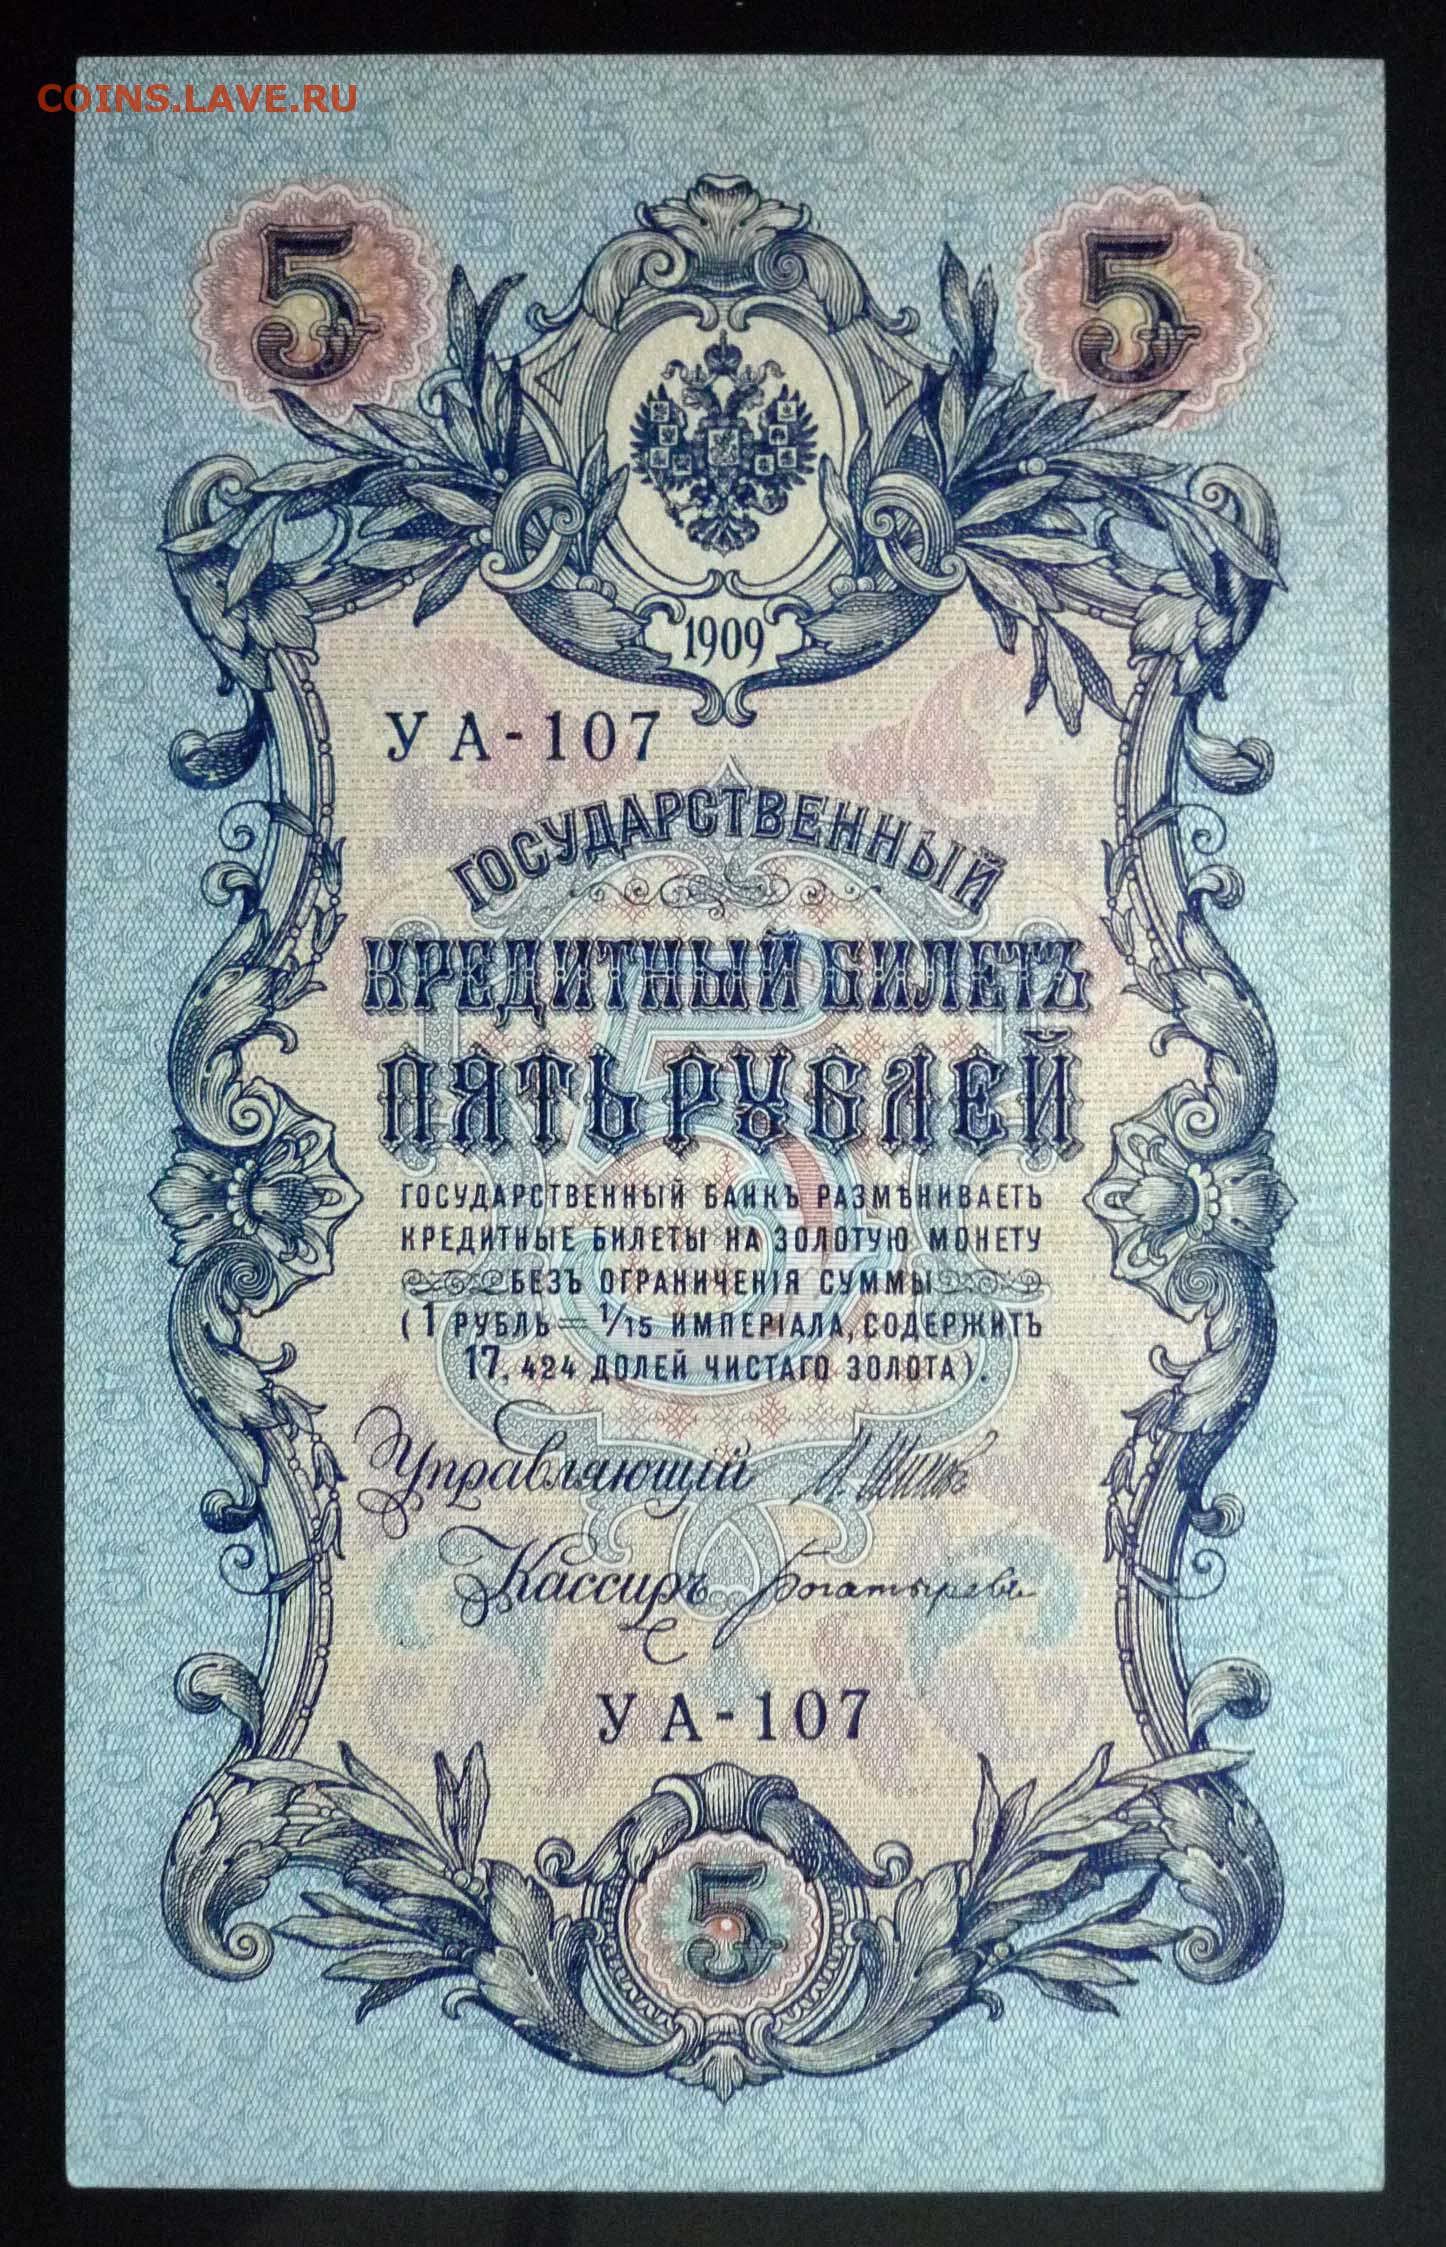 COINS.LAVE.RU
5 5
1909
УА-107
ГОСУДАРСТВЕННЫЙ
КРЕДИТНЫЙ БИЛЕТЪ
ПЯТЬ РУБЛЕЙ
ГОСУДАРСТВЕННЫЙ БАНКЪ РАЗМѢНИВАЕТЪ
КРЕДИТНЫЕ БИЛЕТЫ НА ЗОЛОТУЮ МОНЕТУ
БЕЗЪ ОГРАНИЧЕНІЯ СУММЫ
(1 РУБЛЬ = 1/15 ИМПЕРІАЛА, СОДЕРЖИТЪ
17,424 ДОЛЕЙ ЧИСТАГО ЗОЛОТА).
Управляющій И. Шиповъ
Кассиръ Богатыревъ
УА-107
5